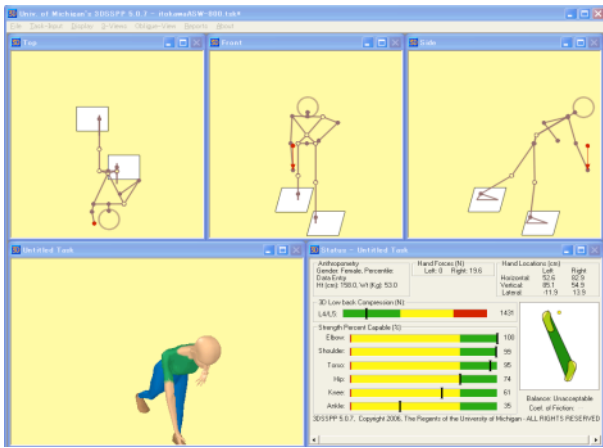 Univ. of Michigan's 3DSSPP 5.0.7 - itokawaASW-800.tsk*
File Task-Input Display 3-Views Oblique-View Reports About
Top
Front
Side
Untitled Task
Status - Untitled Task
Anthropometry
Gender: Female, Percentile:
Data Entry
Ht (cm): 158.0, Wt (Kg): 53.0
Hand Forces (N)
Left: 0 Right: 19.6
Hand Locations (cm)
Left Right
Horizontal: 52.6 82.9
Vertical: 89.1 54.9
Lateral: -11.9 13.9
3D Low back Compression (N)
L4/L5: 1431
Strength Percent Capable (%)
Elbow: 100
Shoulder: 99
Torso: 95
Hip: 74
Knee: 61
Ankle: 35
Balance: Unacceptable
Coef. of Friction:
3DSSPP 5.0.7, Copyright 2006, The Regents of the University of Michigan - ALL RIGHTS RESERVED